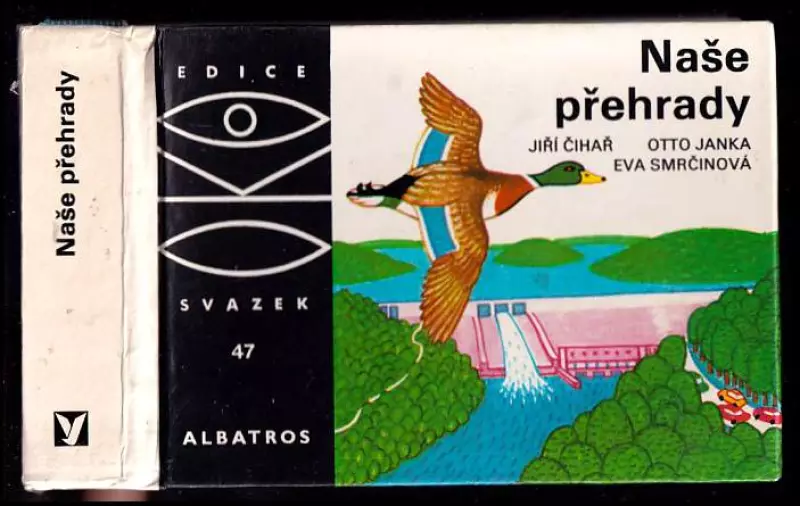 Naše přehrady
EDICE
SVAZEK
47
ALBATROS
Naše
přehrady
JIŘÍ ČIHAŘ OTTO JANKA
EVA SMRČINOVÁ